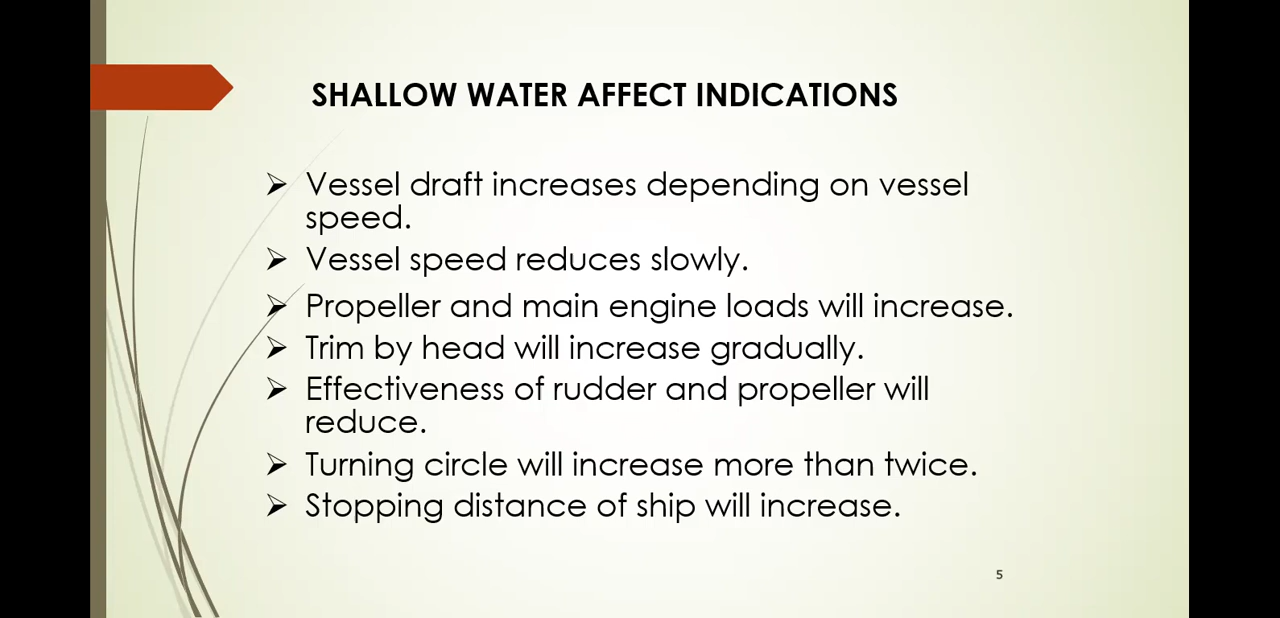 SHALLOW WATER AFFECT INDICATIONS
➢ Vessel draft increases depending on vessel
speed.
➢ Vessel speed reduces slowly.
➢ Propeller and main engine loads will increase.
➢ Trim by head will increase gradually.
➢ Effectiveness of rudder and propeller will
reduce.
➢ Turning circle will increase more than twice.
➢ Stopping distance of ship will increase.
5